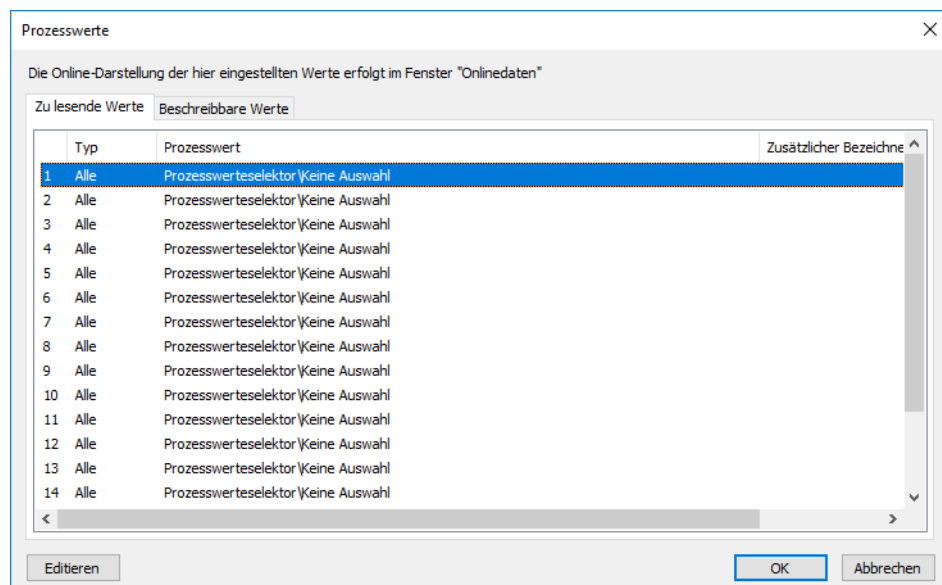 Prozesswerte
Die Online-Darstellung der hier eingestellten Werte erfolgt im Fenster "Onlinedaten"
Zu lesende Werte Beschreibbare Werte
Typ Prozesswert Zusätzlicher Bezeichne
1 Alle Prozesswerteselektor\Keine Auswahl
2 Alle Prozesswerteselektor\Keine Auswahl
3 Alle Prozesswerteselektor\Keine Auswahl
4 Alle Prozesswerteselektor\Keine Auswahl
5 Alle Prozesswerteselektor\Keine Auswahl
6 Alle Prozesswerteselektor\Keine Auswahl
7 Alle Prozesswerteselektor\Keine Auswahl
8 Alle Prozesswerteselektor\Keine Auswahl
9 Alle Prozesswerteselektor\Keine Auswahl
10 Alle Prozesswerteselektor\Keine Auswahl
11 Alle Prozesswerteselektor\Keine Auswahl
12 Alle Prozesswerteselektor\Keine Auswahl
13 Alle Prozesswerteselektor\Keine Auswahl
14 Alle Prozesswerteselektor\Keine Auswahl
Editieren OK Abbrechen